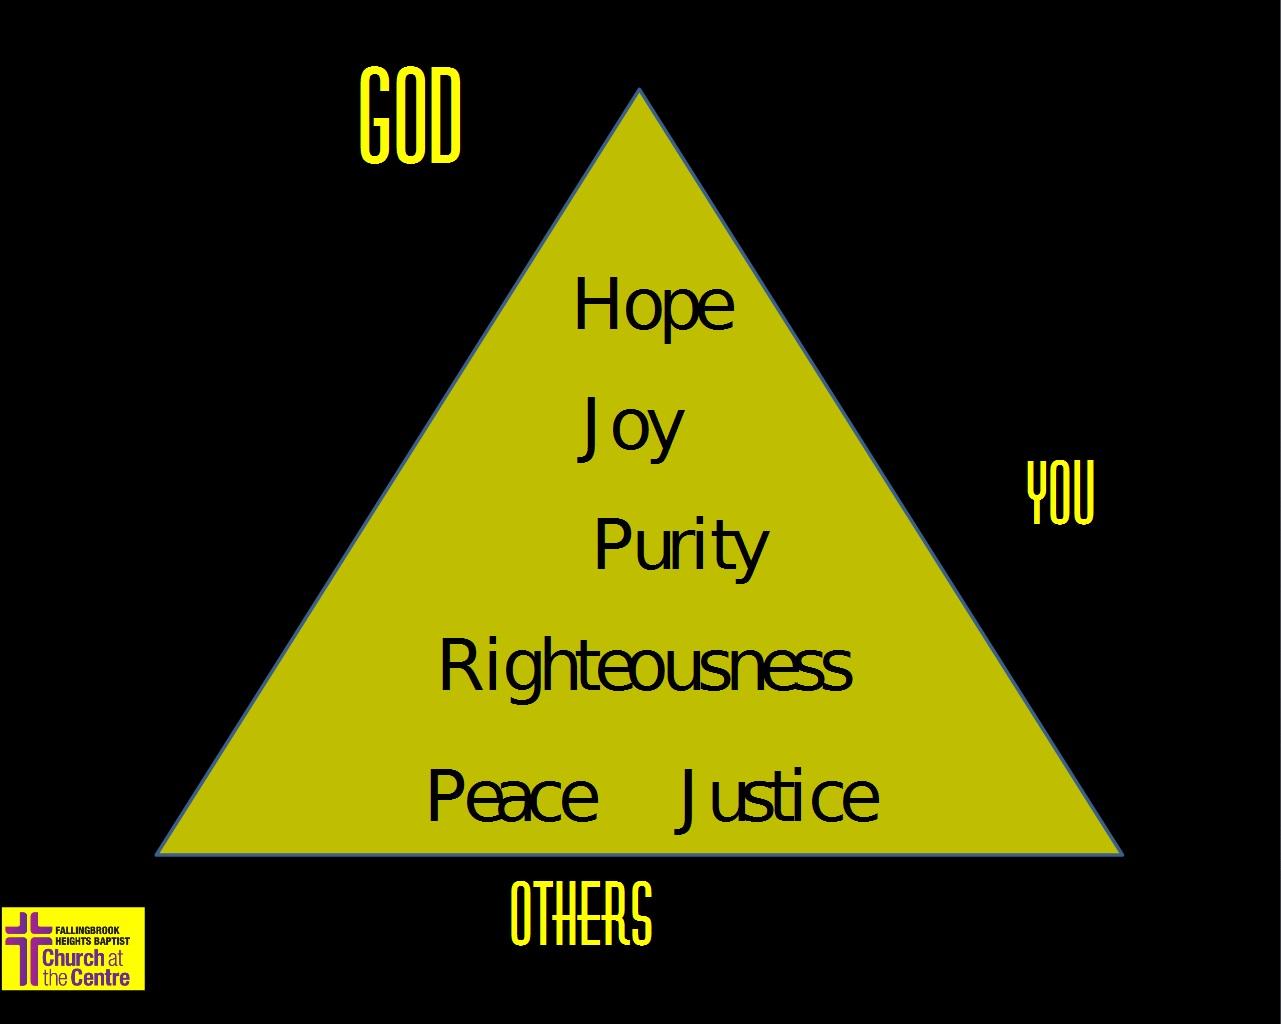 GOD
Hope
Joy
YOU
Purity
Righteousness
Peace Justice
OTHERS
FALLINGBROOK
HEIGHTS BAPTIST
Church at
the Centre